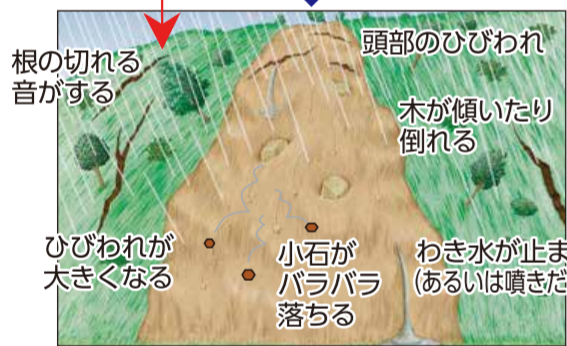 頭部のひびわれ
根の切れる
音がする
木が傾いたり
倒れる
ひびわれが
大きくなる
小石が
バラバラ
落ちる
わき水が止ま
(あるいは噴きだ